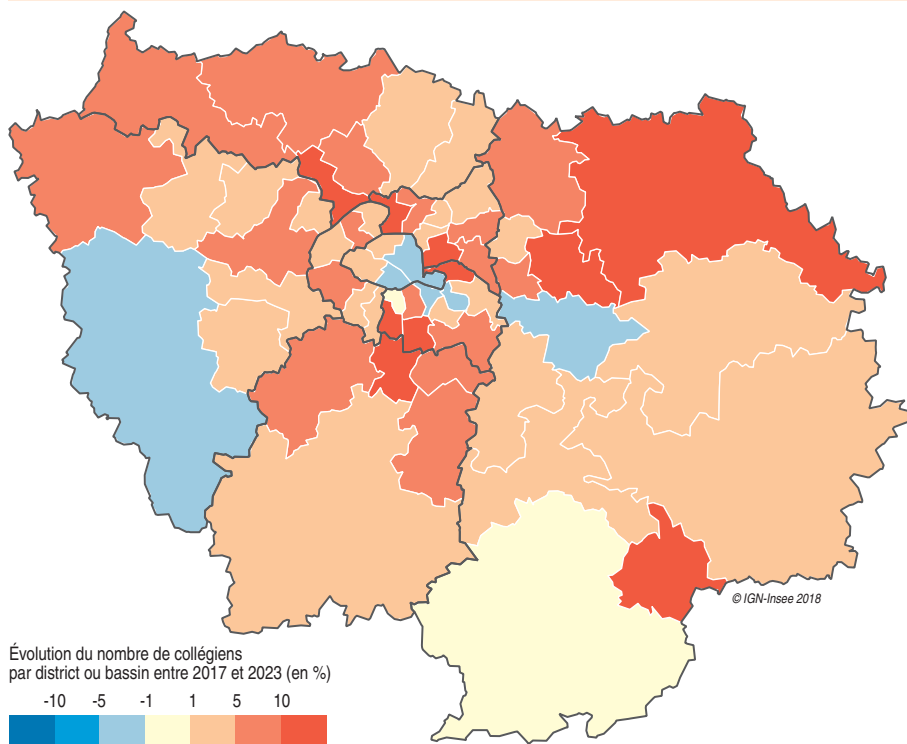 © IGN-Insee 2018
Évolution du nombre de collégiens
par district ou bassin entre 2017 et 2023 (en %)
-10 -5 -1 1 5 10